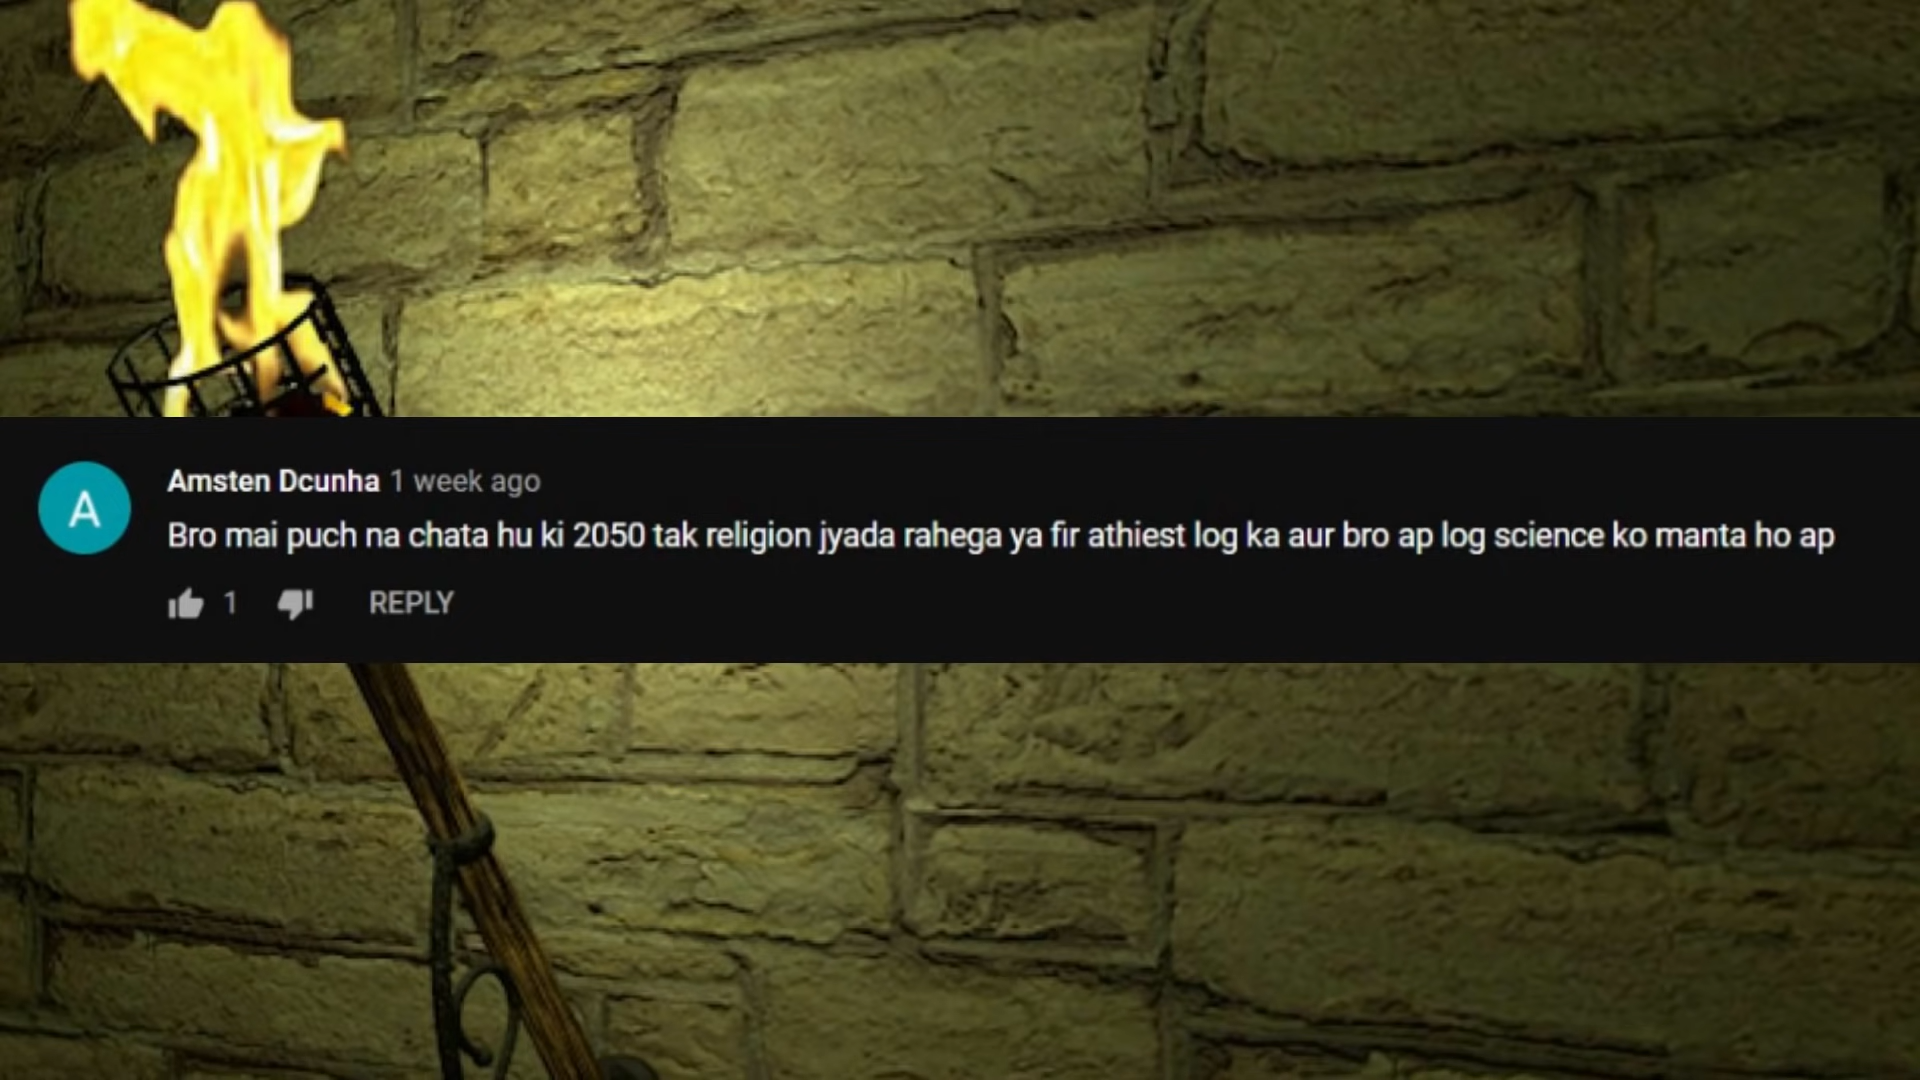 A
Amsten Dcunha 1 week ago
Bro mai puch na chata hu ki 2050 tak religion jyada rahega ya fir athiest log ka aur bro ap log science ko manta ho ap
1 REPLY